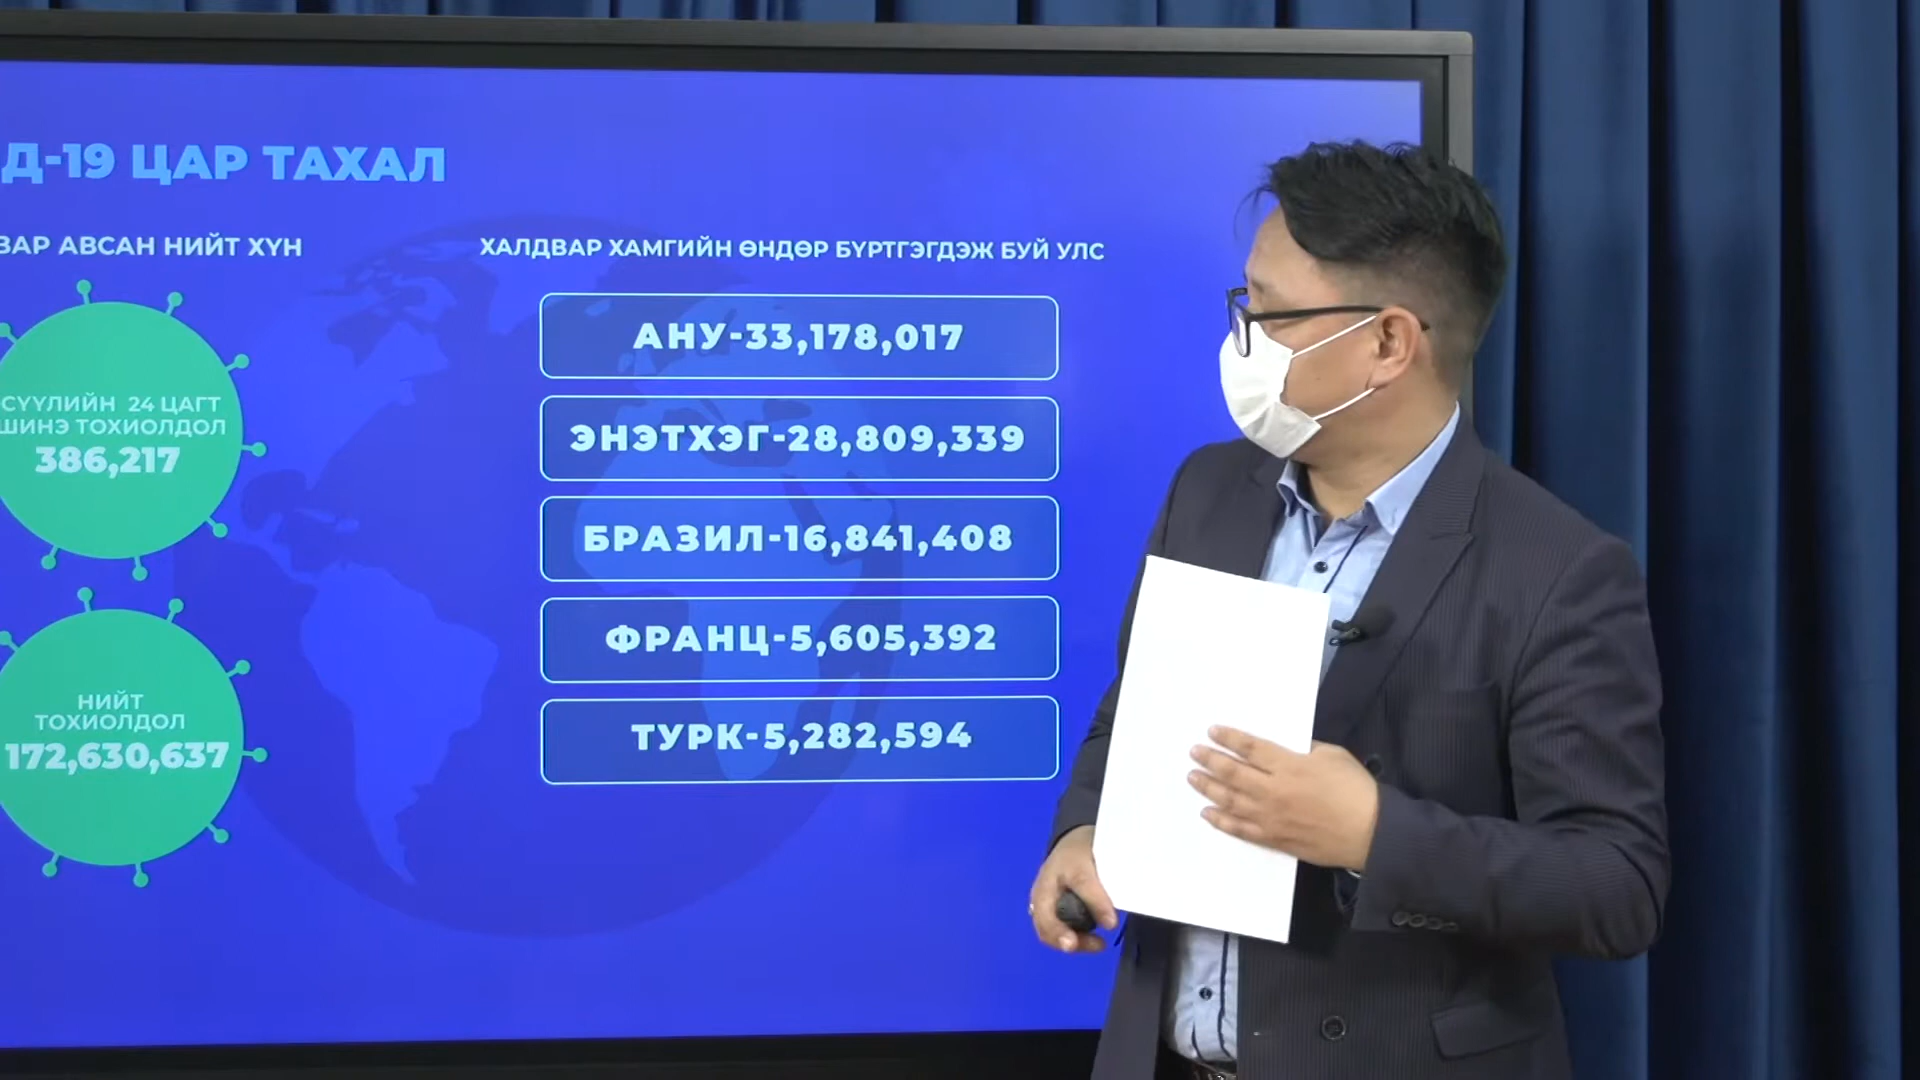 Д-19 ЦАР ТАХАЛ
ВАР АВСАН НИЙТ ХҮН
СҮҮЛИЙН 24 ЦАГТ
ШИНЭ ТОХИОЛДОЛ
386,217
НИЙТ
ТОХИОЛДОЛ
172,630,637
ХАЛДВАР ХАМГИЙН ӨНДӨР БҮРТГЭГДЭЖ БУЙ УЛС
АНУ-33,178,017
ЭНЭТХЭГ-28,809,339
БРАЗИЛ-16,841,408
ФРАНЦ-5,605,392
ТУРК-5,282,594